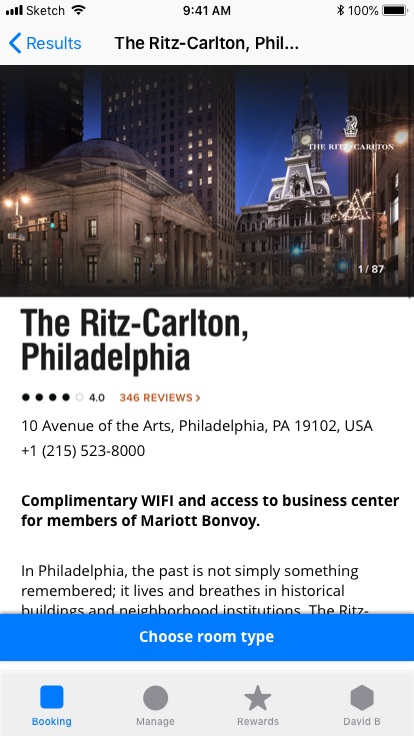 Sketch 9:41 AM 100%
Results The Ritz-Carlton, Phil...
THE RITZ-CARLTON
1 / 87
The Ritz-Carlton,
Philadelphia
4.0 346 REVIEWS >
10 Avenue of the Arts, Philadelphia, PA 19102, USA
+1 (215) 523-8000
Complimentary WIFI and access to business center
for members of Mariott Bonvoy.
In Philadelphia, the past is not simply something
remembered; it lives and breathes in historical
buildings and neighborhood institutions. The Ritz-
Choose room type
Booking Manage Rewards David B